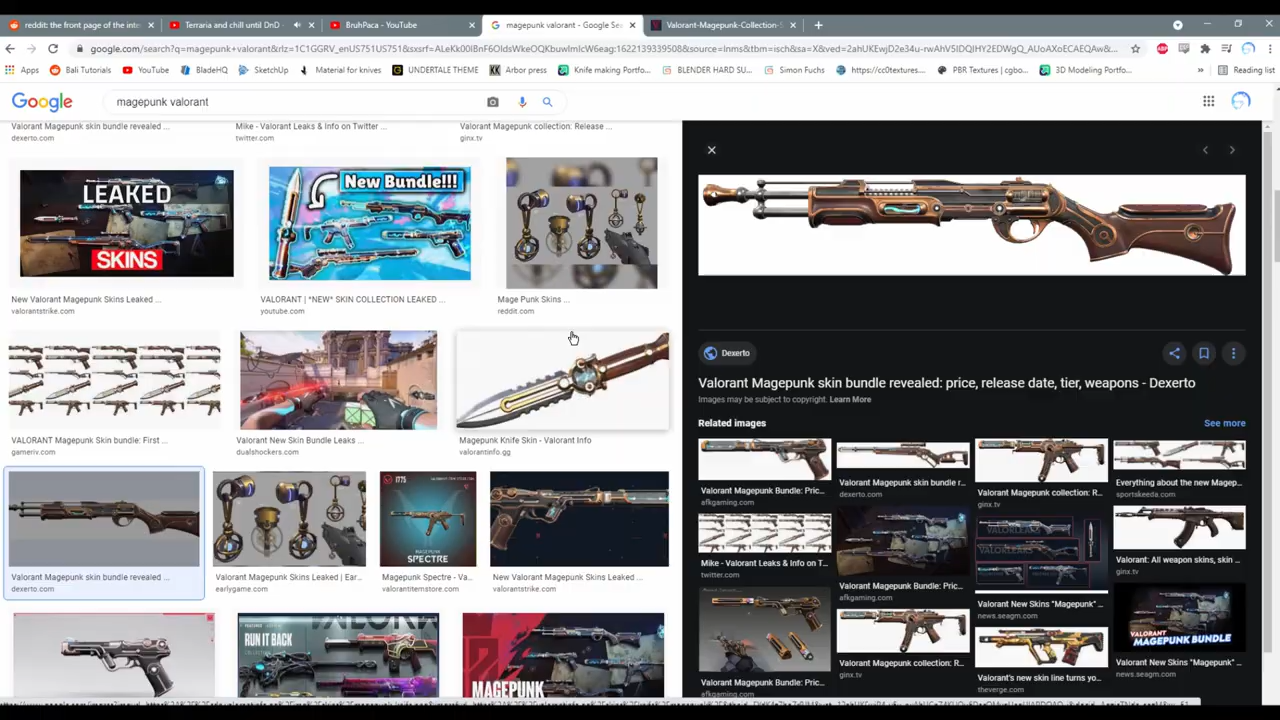 reddit: the front page of the inte
Terraria and chill until DnD
BruhPaca - YouTube
magepunk valorant - Google Se
Valorant-Magepunk-Collection-S
Apps
Bali Tutorials
YouTube
BladeHQ
SketchUp
Material for knives
UNDERTALE THEME
Arbor press
Knife making Portfo...
BLENDER HARD SU...
Simon Fuchs
https://cc0textures....
PBR Textures | cgbo...
3D Modeling Portfo...
Reading list
Google
magepunk valorant
Valorant Magepunk skin bundle revealed ...
dexerto.com
Mike - Valorant Leaks & Info on Twitter ...
twitter.com
Valorant Magepunk collection: Release ...
ginx.tv
LEAKED
SKINS
New Bundle!!!
New Valorant Magepunk Skins Leaked ...
valorantstrike.com
VALORANT | *NEW* SKIN COLLECTION LEAKED ...
youtube.com
Mage Punk Skins ...
reddit.com
VALORANT Magepunk Skin bundle: First ...
gameriv.com
Valorant New Skin Bundle Leaks ...
dualshockers.com
Magepunk Knife Skin - Valorant Info
valorantinfo.gg
1775
MAGEPUNK
SPECTRE
Valorant Magepunk skin bundle revealed ...
dexerto.com
Valorant Magepunk Skins Leaked | Ear...
earlygame.com
Magepunk Spectre - Va...
valorantitemstore.com
New Valorant Magepunk Skins Leaked ...
valorantstrike.com
FEATURED
RUN IT BACK
VALORANT
MAGEPUNK
Dexerto
Valorant Magepunk skin bundle revealed: price, release date, tier, weapons - Dexerto
Images may be subject to copyright. Learn More
Related images
See more
Valorant Magepunk Bundle: Pric...
afkgaming.com
Valorant Magepunk skin bundle r...
dexerto.com
Valorant Magepunk collection: R...
ginx.tv
Everything about the new Magep...
sportskeeda.com
Mike - Valorant Leaks & Info on T...
twitter.com
Valorant Magepunk Bundle: Pric...
afkgaming.com
VALORLEAKS
Valorant New Skins "Magepunk" ...
news.seagm.com
Valorant: All weapon skins, skin ...
ginx.tv
Valorant Magepunk Bundle: Pric...
afkgaming.com
Valorant Magepunk collection: R...
ginx.tv
Valorant's new skin line turns yo...
theverge.com
VALORANT
MAGEPUNK BUNDLE
Valorant New Skins "Magepunk" ...
news.seagm.com